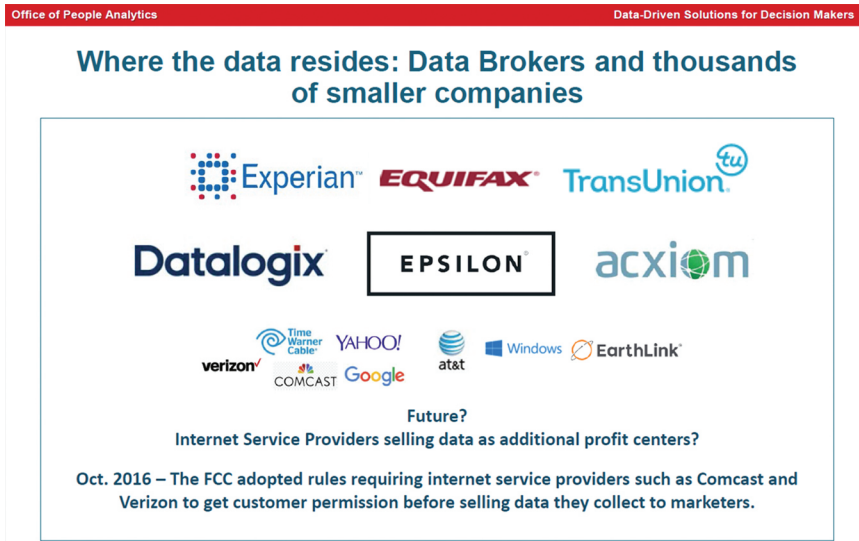 Office of People Analytics
Data-Driven Solutions for Decision Makers
Where the data resides: Data Brokers and thousands
of smaller companies
Experian™
EQUIFAX®
tu
TransUnion®
Datalogix
EPSILON®
acxiom
Time
Warner
Cable®
YAHOO!
at&t
Windows
EarthLink®
verizon✓
COMCAST
Google
Future?
Internet Service Providers selling data as additional profit centers?
Oct. 2016 – The FCC adopted rules requiring internet service providers such as Comcast and
Verizon to get customer permission before selling data they collect to marketers.